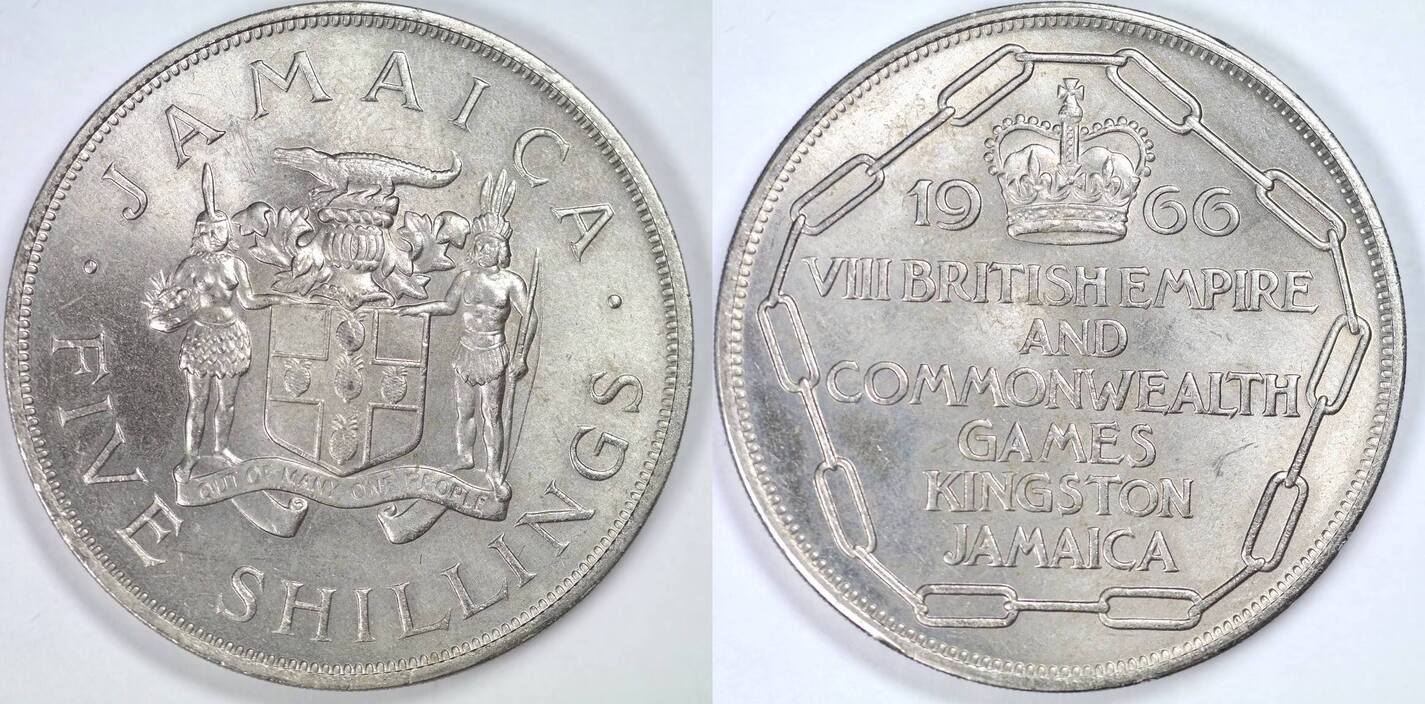 JAMAICA
FIVE SHILLINGS
OUT OF MANY ONE PEOPLE
1966
VIII BRITISH EMPIRE
AND
COMMONWEALTH
GAMES
KINGSTON
JAMAICA